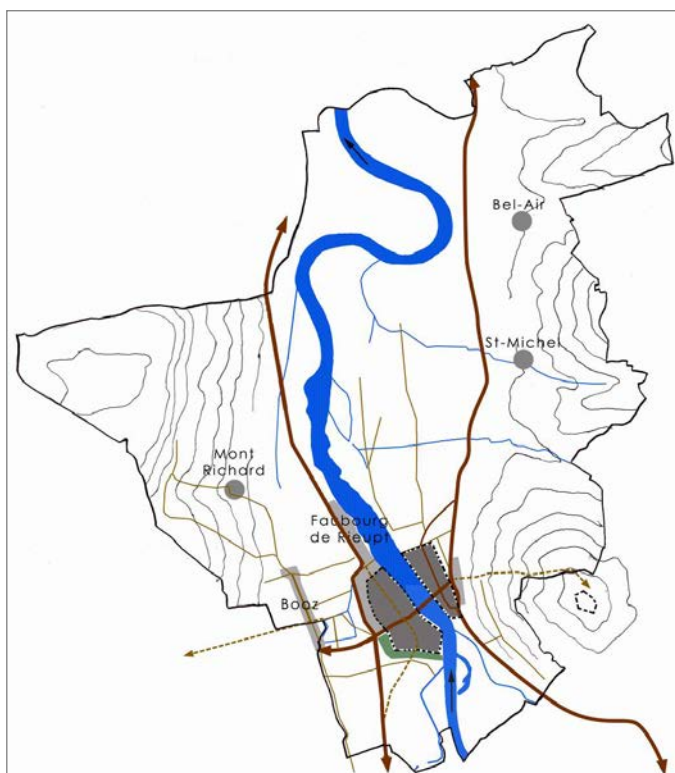 Bel-Air
St-Michel
Mont
Richard
Faubourg
de Rieupt
Booz